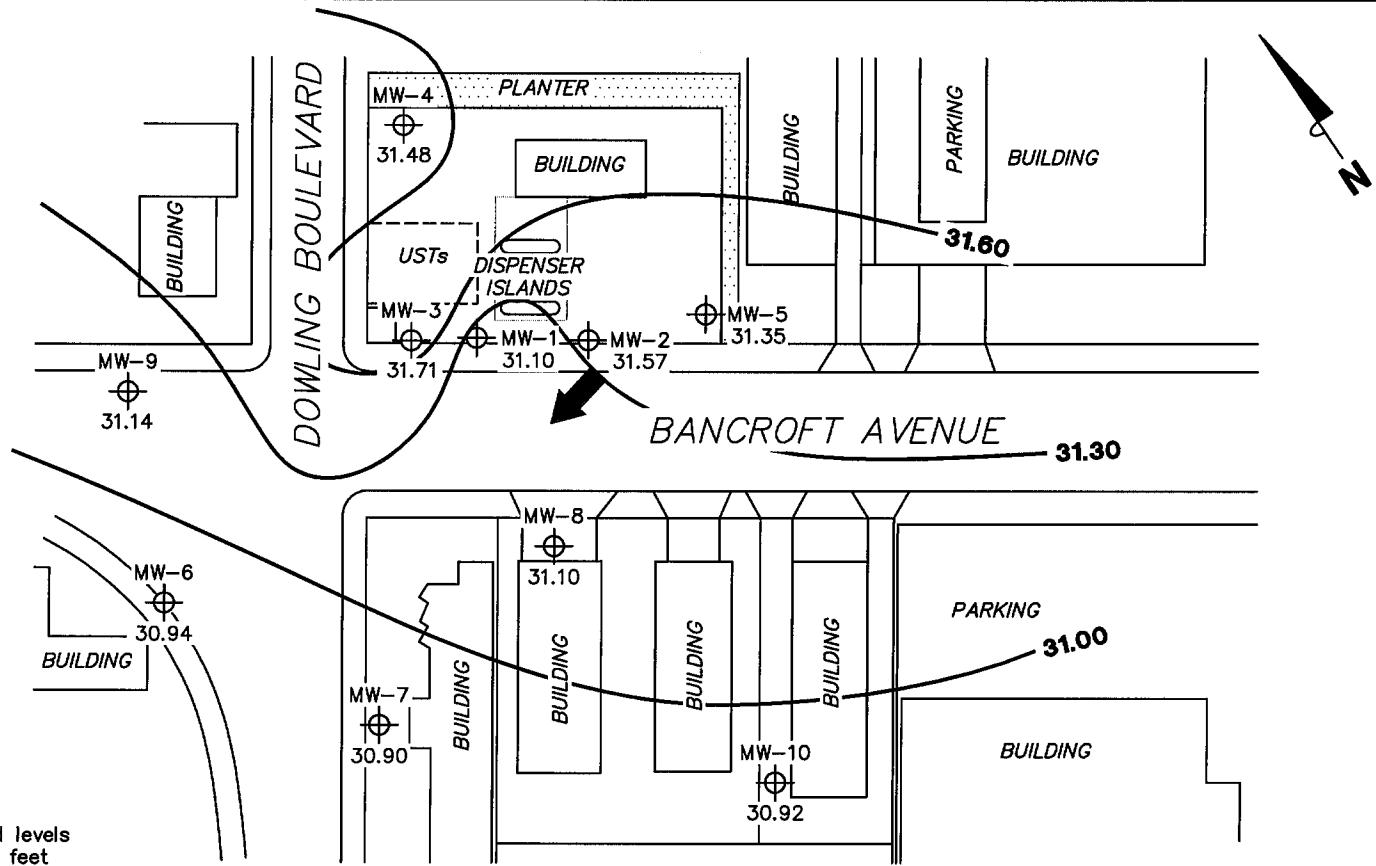 DOWLING BOULEVARD
MW-4
31.48
PLANTER
BUILDING
BUILDING
PARKING
BUILDING
N
BUILDING
USTs
DISPENSER
ISLANDS
31.60
MW-3
31.71
MW-1
31.10
MW-2
31.57
MW-5
31.35
MW-9
31.14
BANCROFT AVENUE
31.30
MW-8
31.10
MW-6
30.94
BUILDING
MW-7
30.90
BUILDING
BUILDING
BUILDING
BUILDING
PARKING
31.00
MW-10
30.92
BUILDING
levels
feet